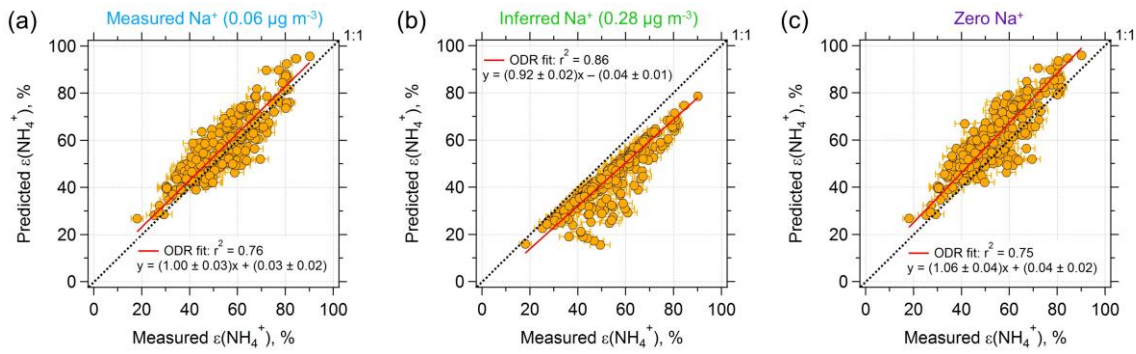 (a)
Measured Na⁺ (0.06 µg m⁻³)
1:1
100
80
60
40
20
0
Predicted ε(NH₄⁺), %
ODR fit: r² = 0.76
y = (1.00 ± 0.03)x + (0.03 ± 0.02)
0 20 40 60 80 100
Measured ε(NH₄⁺), %
(b)
Inferred Na⁺ (0.28 µg m⁻³)
1:1
100
80
60
40
20
0
Predicted ε(NH₄⁺), %
ODR fit: r² = 0.86
y = (0.92 ± 0.02)x – (0.04 ± 0.01)
0 20 40 60 80 100
Measured ε(NH₄⁺), %
(c)
Zero Na⁺
1:1
100
80
60
40
20
0
Predicted ε(NH₄⁺), %
ODR fit: r² = 0.75
y = (1.06 ± 0.04)x + (0.04 ± 0.02)
0 20 40 60 80 100
Measured ε(NH₄⁺), %